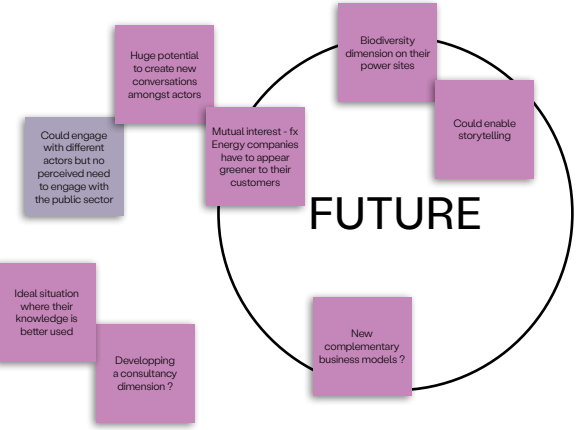 Huge potential
to create new
conversations
amongst actors
Biodiversity
dimension on their
power sites
Could enable
storytelling
Could engage
with different
actors but no
perceived need
to engage with
the public sector
Mutual interest - fx
Energy companies
have to appear
greener to their
customers
FUTURE
Ideal situation
where their
knowledge is
better used
Developping
a consultancy
dimension ?
New
complementary
business models ?